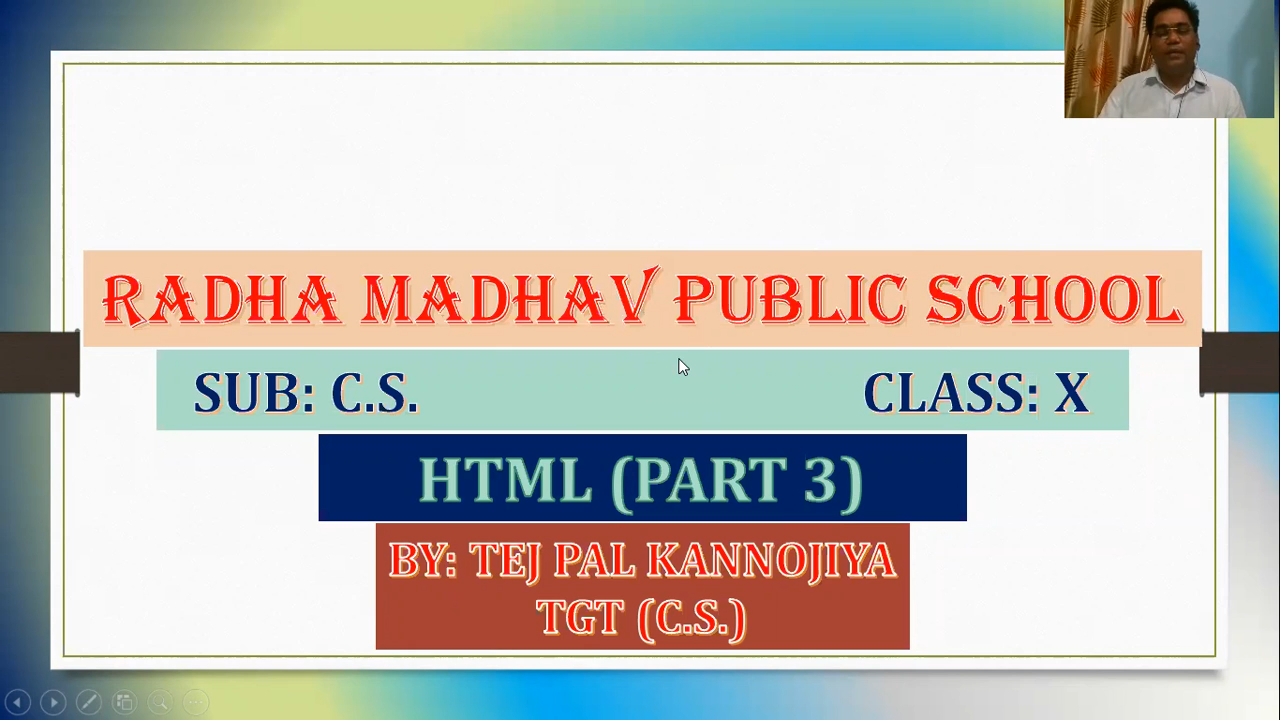 RADHA MADHAV PUBLIC SCHOOL
SUB: C.S. CLASS: X
HTML (PART 3)
BY: TEJ PAL KANNOJIYA
TGT (C.S.)